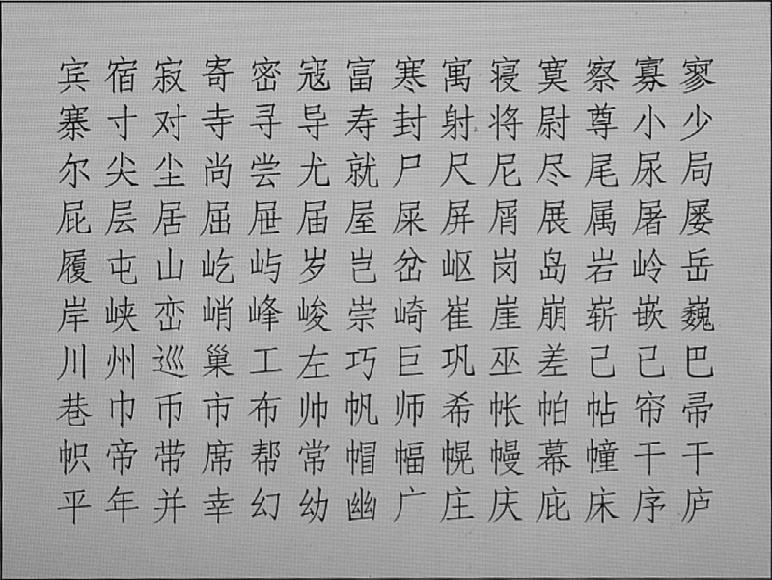 宾宿寂寄密寇富寒寓寝寞察寡寥
寨寸对寺寻导寿封射将尉尊小少
尔尖尘尚尝尤就尸尺尼尽尾尿局
屁层居屈屉届屋屎屏屑展属屠屡
履屯山屹屿岁岂岔岖岗岛岩岭岳
岸峡峦峭峰峻崇崎崔崖崩崭嵌巍
川州巡巢工左巧巨巩巫差己已巴
巷巾币市布帅帆师希帐帕帖帘帚
帜帝带席帮常帽幅幌幔幕幢干干
平年并幸幻幼幽广庄庆庇床序庐